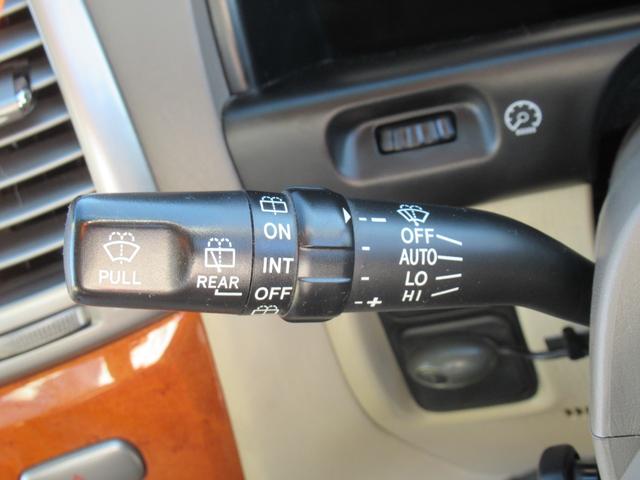 PULL
REAR
ON
INT
OFF
OFF
AUTO
LO
HI